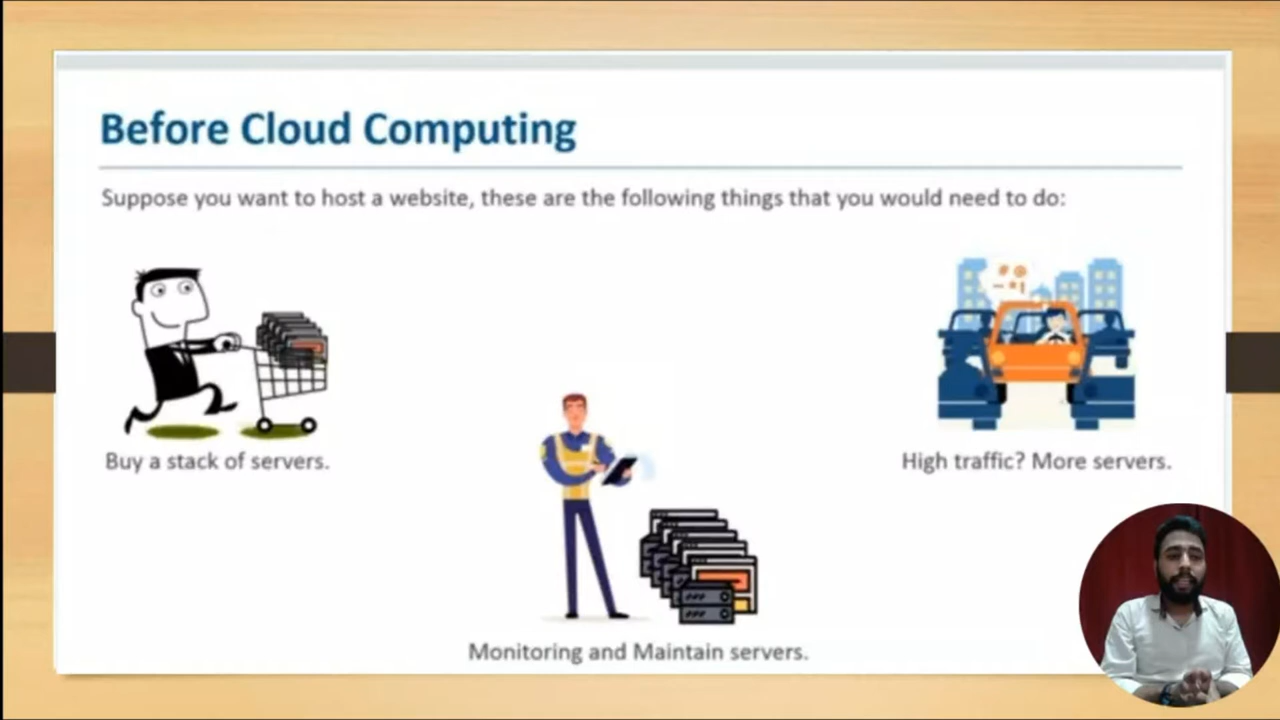 Before Cloud Computing
Suppose you want to host a website, these are the following things that you would need to do:
Buy a stack of servers.
High traffic? More servers.
Monitoring and Maintain servers.